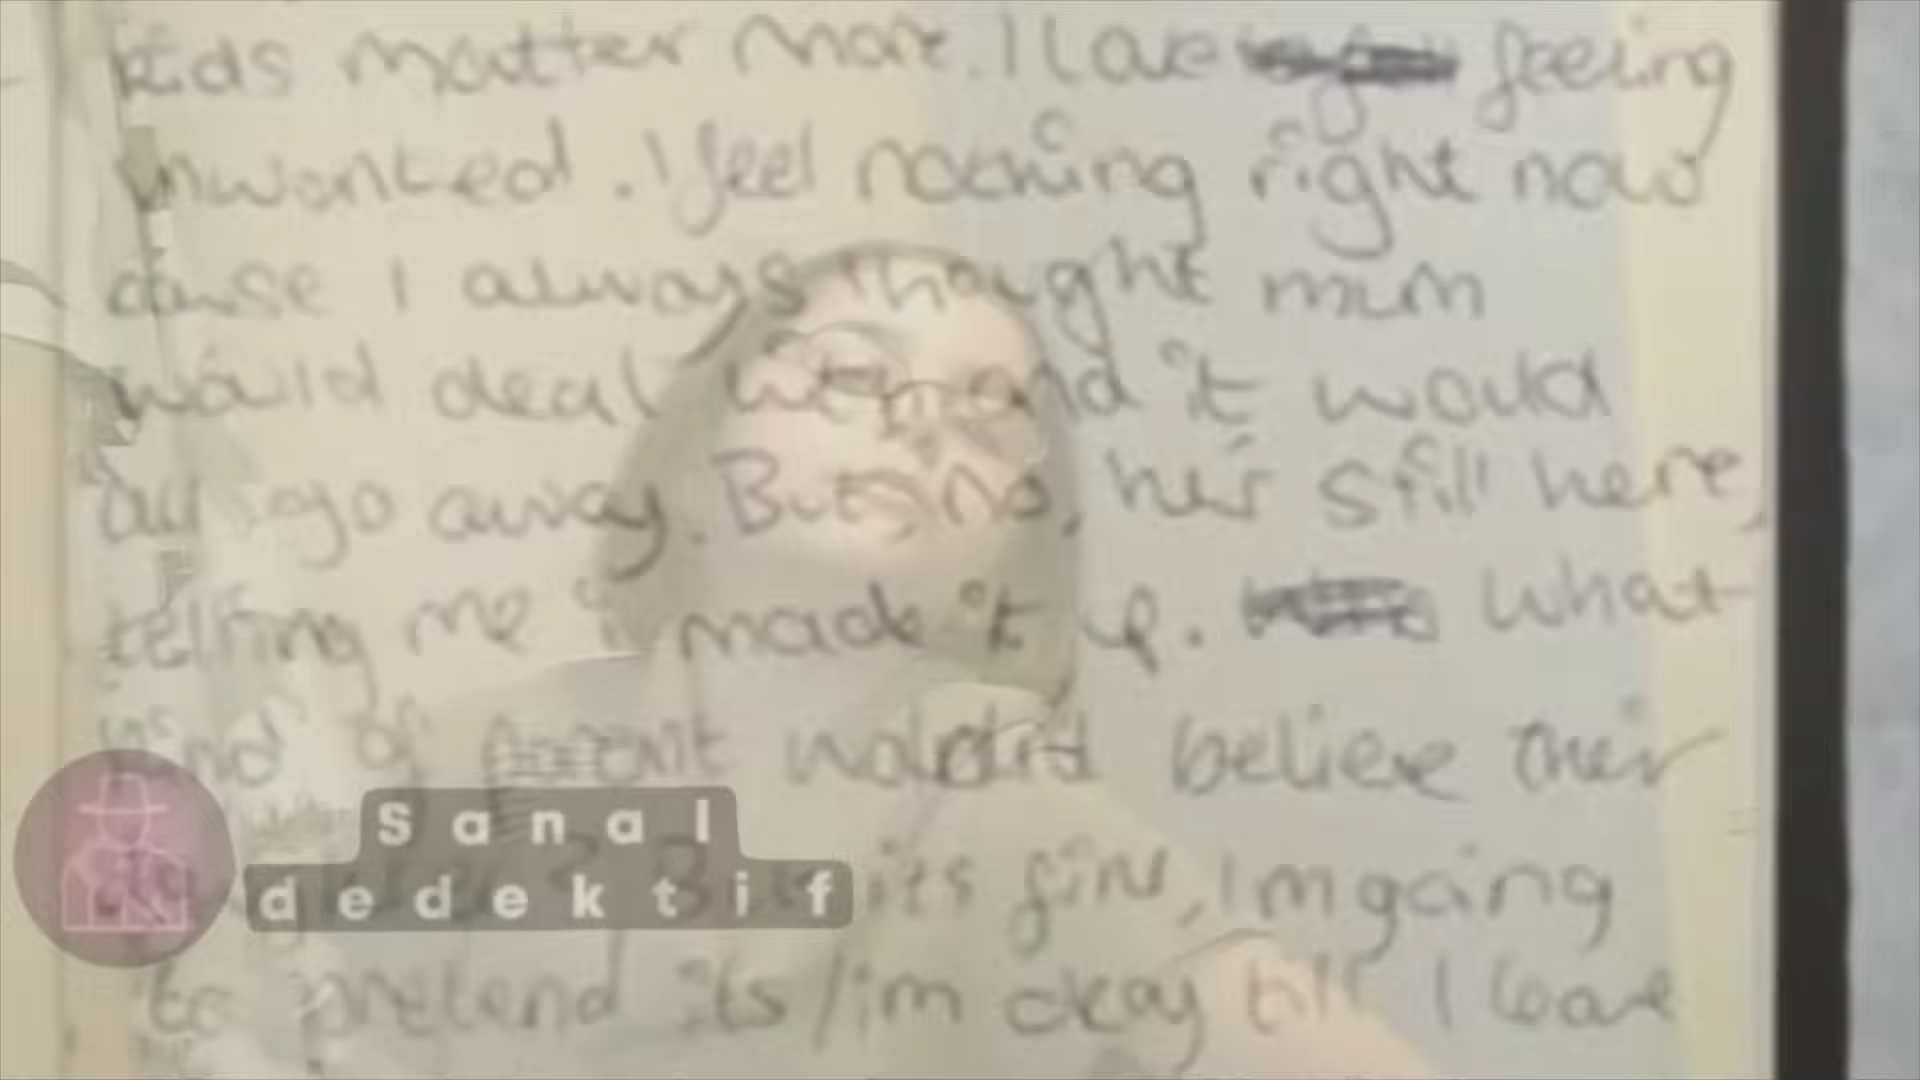 kids matter more. I love feeling
unwanted. I feel nothing right now
cause I always thought mum
would deal and it would
all go away. But no, he's still here,
telling me I made it up. What
kind of parent wouldn't believe their
Sanal
its fine, Im going
dedektif
to pretend its/im okay till I leave